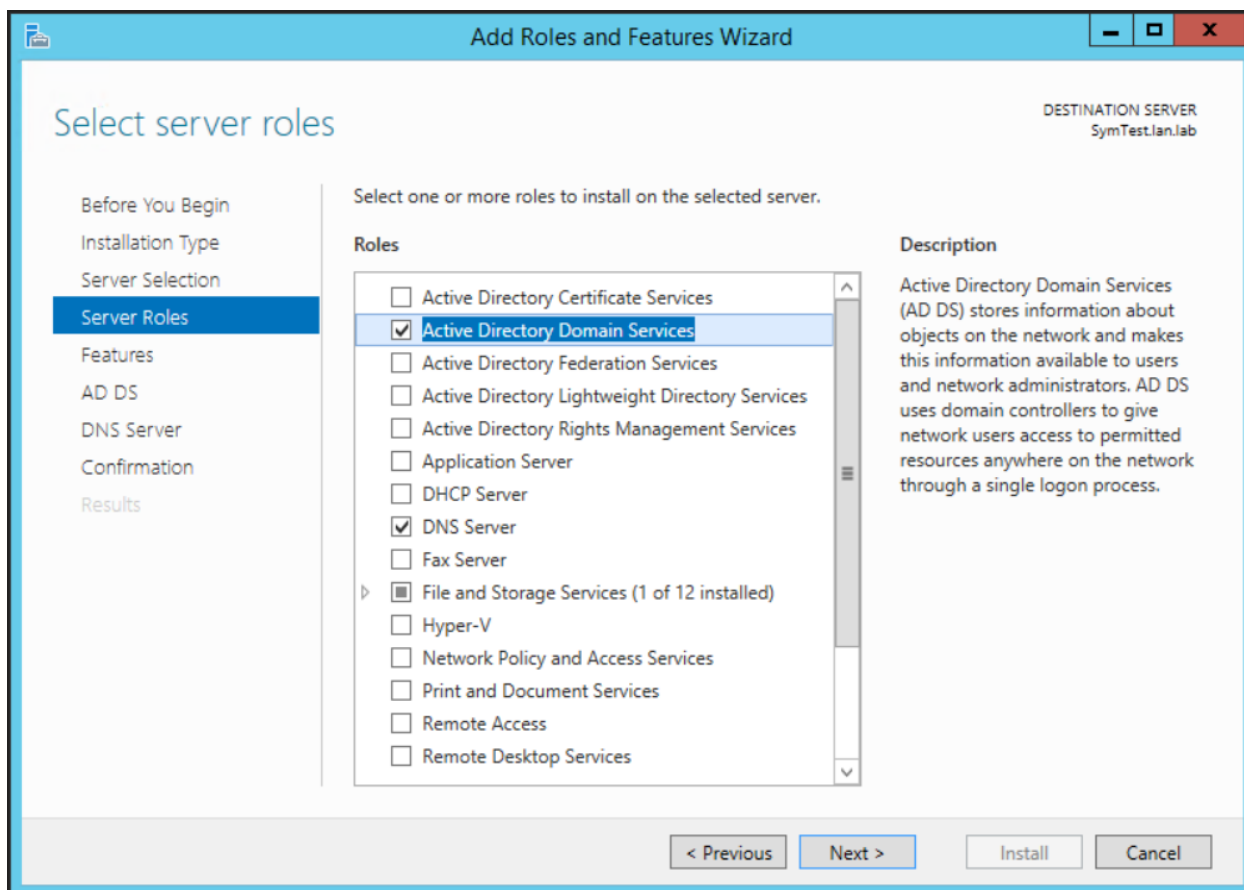 Add Roles and Features Wizard
Select server roles
DESTINATION SERVER
SymTest.lan.lab
Before You Begin
Installation Type
Server Selection
Server Roles
Features
AD DS
DNS Server
Confirmation
Results
Select one or more roles to install on the selected server.
Roles
Active Directory Certificate Services
Active Directory Domain Services
Active Directory Federation Services
Active Directory Lightweight Directory Services
Active Directory Rights Management Services
Application Server
DHCP Server
DNS Server
Fax Server
File and Storage Services (1 of 12 installed)
Hyper-V
Network Policy and Access Services
Print and Document Services
Remote Access
Remote Desktop Services
Description
Active Directory Domain Services
(AD DS) stores information about
objects on the network and makes
this information available to users
and network administrators. AD DS
uses domain controllers to give
network users access to permitted
resources anywhere on the network
through a single logon process.
< Previous
Next >
Install
Cancel